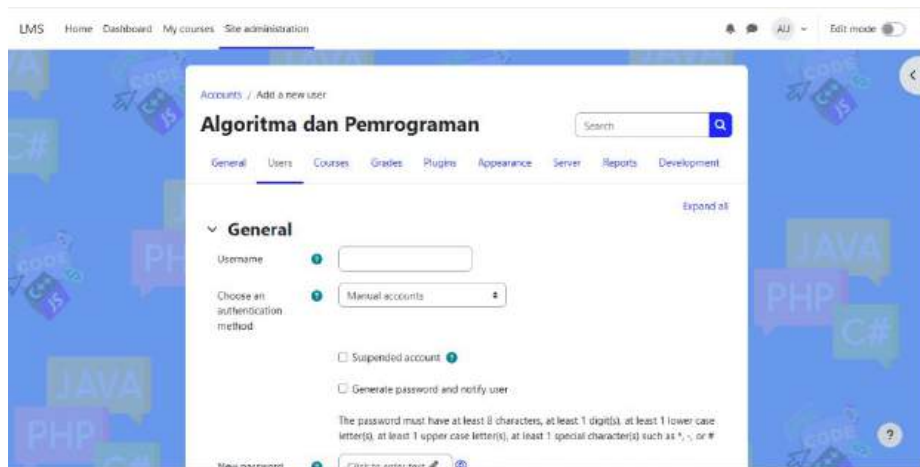 LMS Home Dashboard My courses Site administration AU Edit mode
Accounts / Add a new user
Algoritma dan Pemrograman
Search
General Users Courses Grades Plugins Appearance Server Reports Development
Expand all
General
Username
Choose an authentication method
Manual accounts
Suspended account
Generate password and notify user
The password must have at least 8 characters, at least 1 digit(s), at least 1 lower case
letter(s), at least 1 upper case letter(s), at least 1 special character(s) such as *, -, or #
New password Click to enter text
JAVA
PHP
C#
CODE
JS